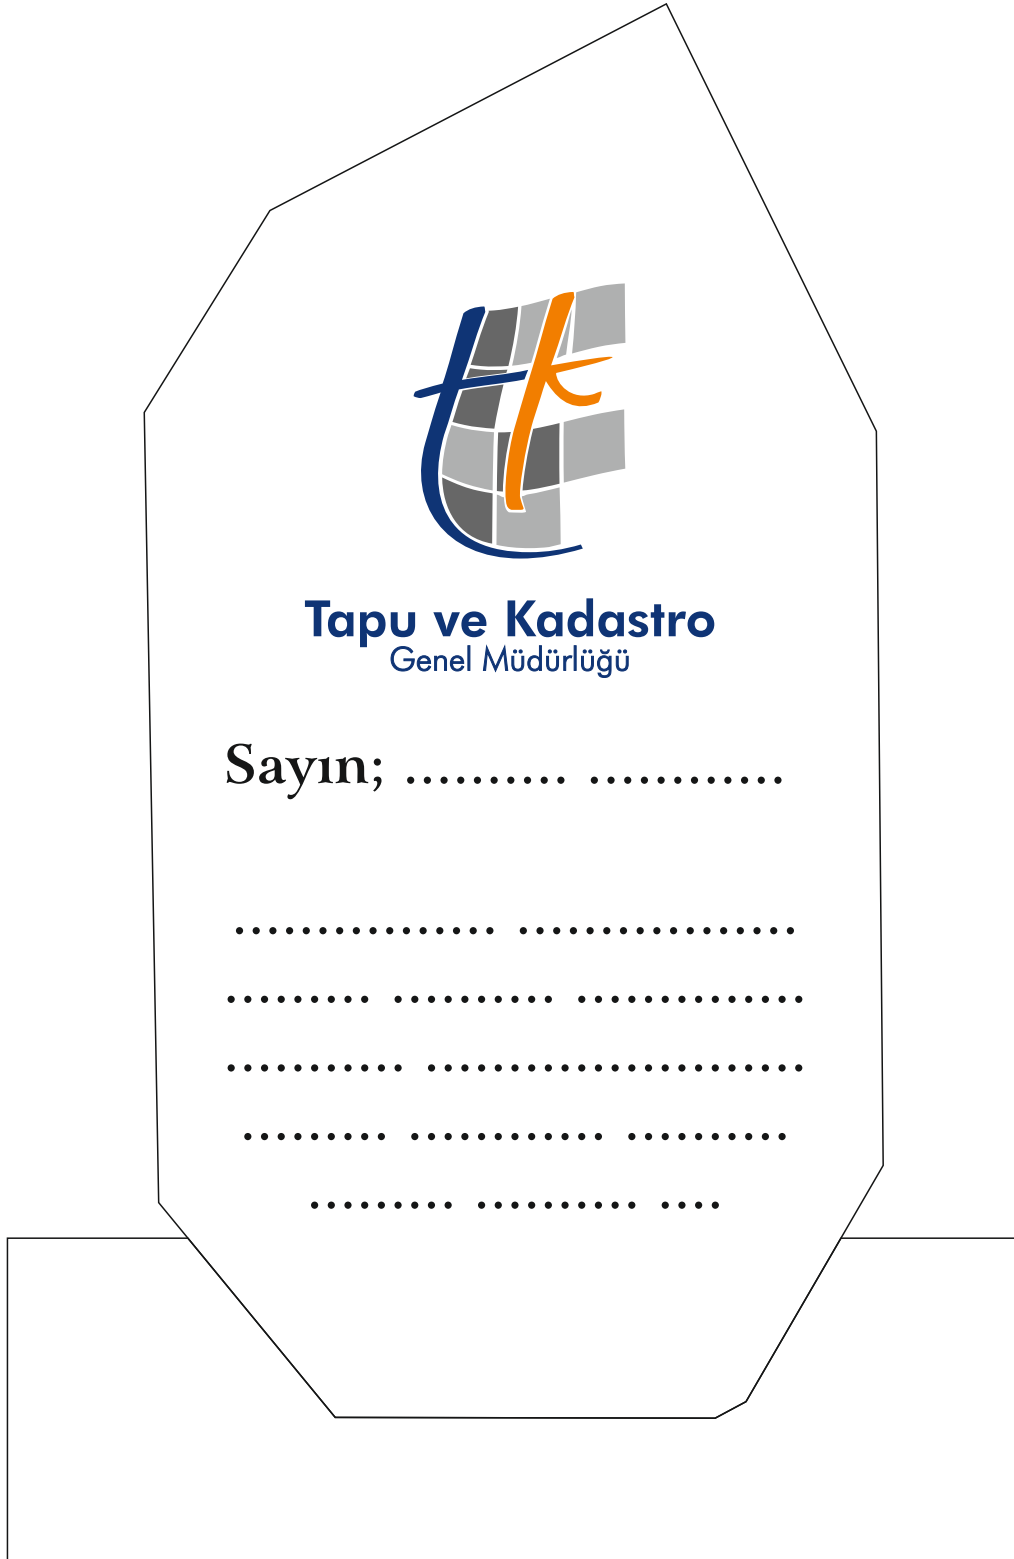 Tapu ve Kadastro
Genel Müdürlüğü
Sayın; .......... ............
................ .................
......... .......... ..............
........... .......................
......... ............ ..........
......... .......... ....